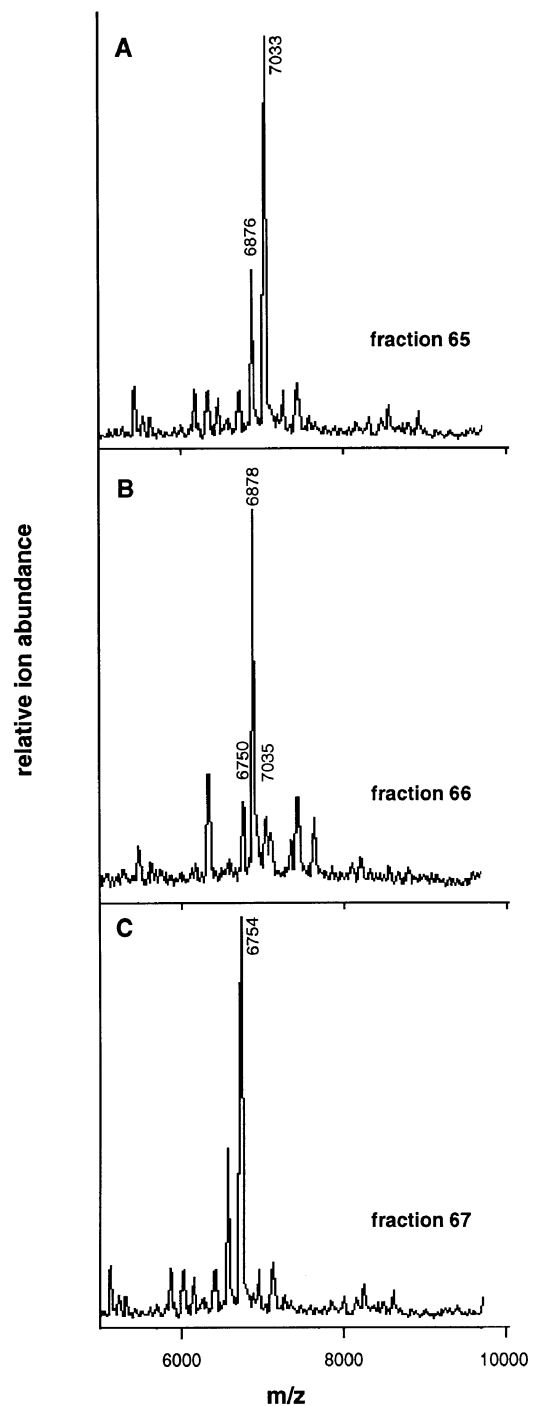 A
7033
6876
fraction 65
B
6878
6750
7035
fraction 66
relative ion abundance
C
6754
fraction 67
6000 8000 10000
m/z